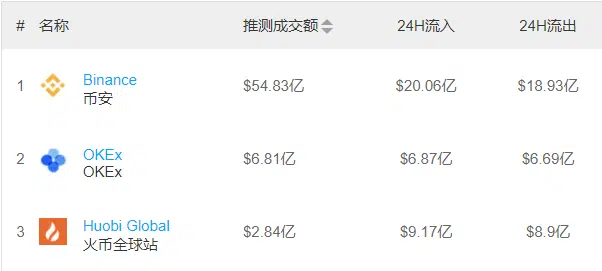 # 名称 推测成交额 24H流入 24H流出
1 Binance $54.83亿 $20.06亿 $18.93亿
币安
2 OKEx $6.81亿 $6.87亿 $6.69亿
OKEx
3 Huobi Global $2.84亿 $9.17亿 $8.9亿
火币全球站